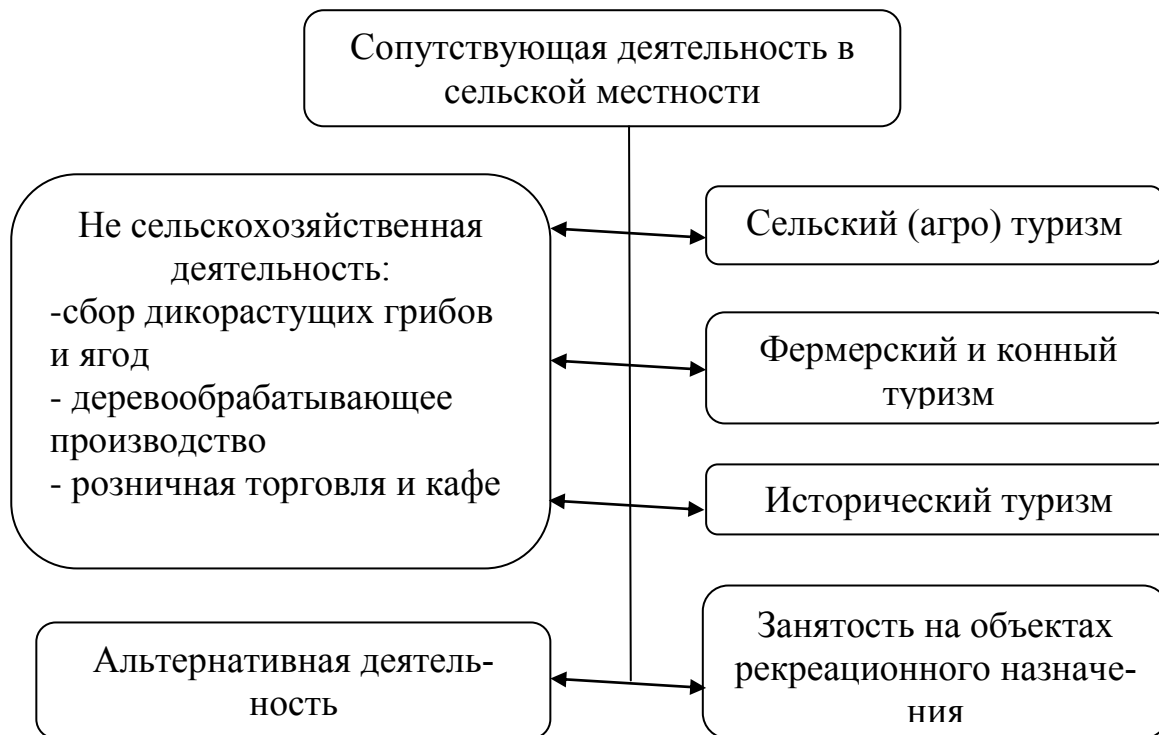 Сопутствующая деятельность в
сельской местности
Не сельскохозяйственная
деятельность:
-сбор дикорастущих грибов
и ягод
- деревообрабатывающее
производство
- розничная торговля и кафе
Сельский (агро) туризм
Фермерский и конный
туризм
Исторический туризм
Альтернативная деятель-
ность
Занятость на объектах
рекреационного назначе-
ния